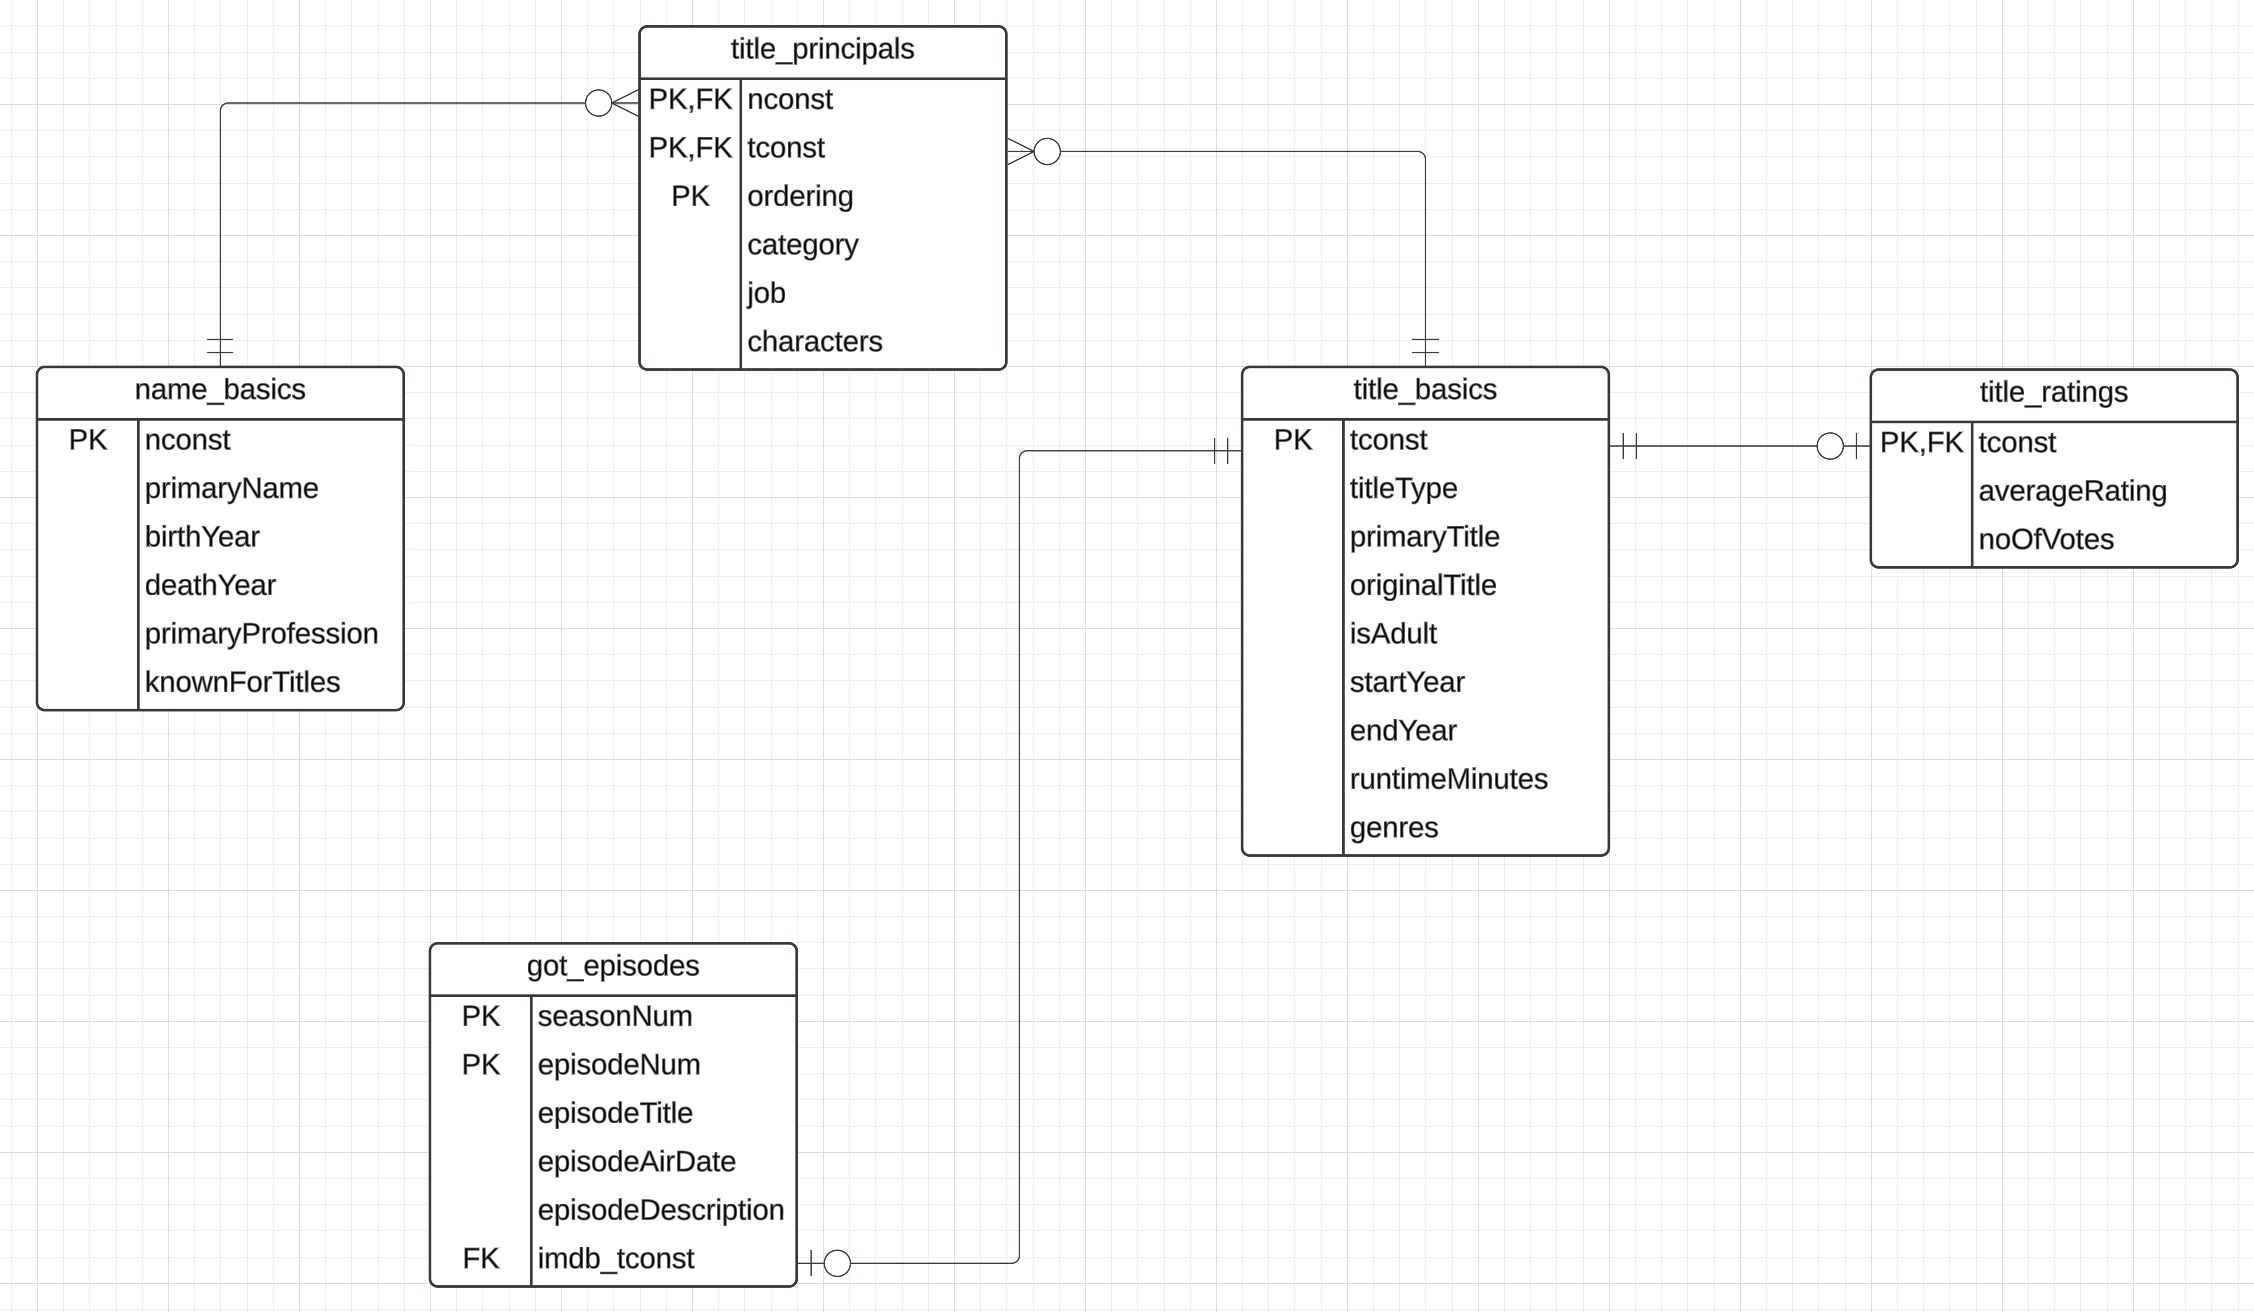 title_principals
PK,FK nconst
PK,FK tconst
PK ordering
category
job
characters
name_basics
PK nconst
primaryName
birthYear
deathYear
primaryProfession
knownForTitles
title_basics
PK tconst
titleType
primaryTitle
originalTitle
isAdult
startYear
endYear
runtimeMinutes
genres
title_ratings
PK,FK tconst
averageRating
noOfVotes
got_episodes
PK seasonNum
PK episodeNum
episodeTitle
episodeAirDate
episodeDescription
FK imdb_tconst